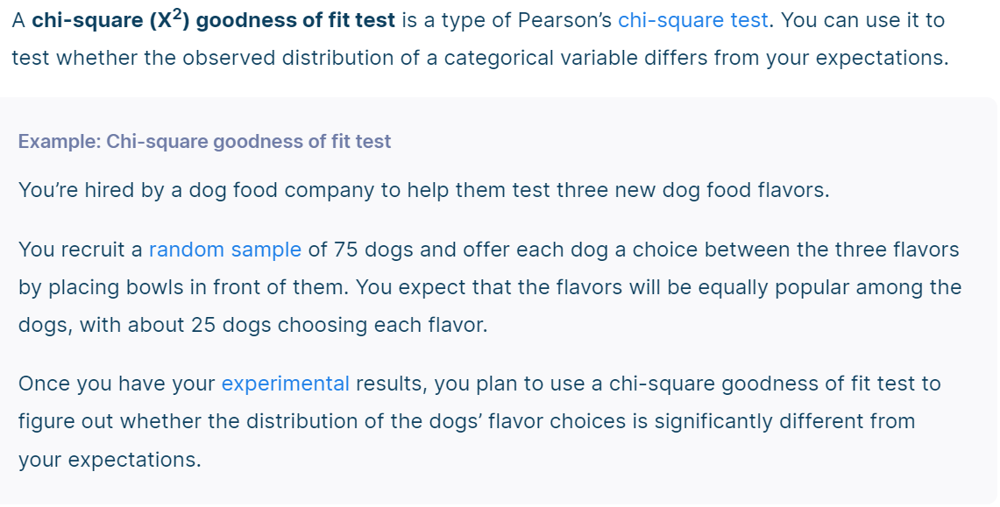 A chi-square (X²) goodness of fit test is a type of Pearson’s chi-square test. You can use it to
test whether the observed distribution of a categorical variable differs from your expectations.
Example: Chi-square goodness of fit test
You’re hired by a dog food company to help them test three new dog food flavors.
You recruit a random sample of 75 dogs and offer each dog a choice between the three flavors
by placing bowls in front of them. You expect that the flavors will be equally popular among the
dogs, with about 25 dogs choosing each flavor.
Once you have your experimental results, you plan to use a chi-square goodness of fit test to
figure out whether the distribution of the dogs’ flavor choices is significantly different from
your expectations.